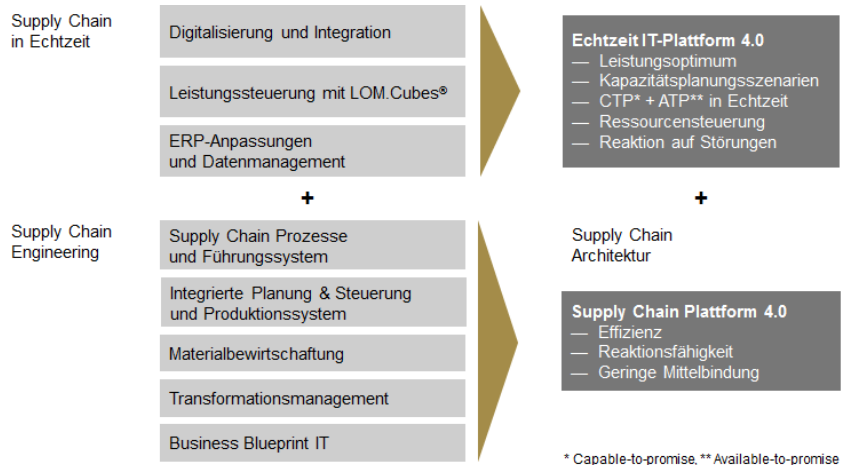 Supply Chain
in Echtzeit
Digitalisierung und Integration
Leistungssteuerung mit LOM.Cubes®
ERP-Anpassungen
und Datenmanagement
Echtzeit IT-Plattform 4.0
— Leistungsoptimum
— Kapazitätsplanungsszenarien
— CTP* + ATP** in Echtzeit
— Ressourcensteuerung
— Reaktion auf Störungen
+
+
Supply Chain
Engineering
Supply Chain Prozesse
und Führungssystem
Integrierte Planung & Steuerung
und Produktionssystem
Materialbewirtschaftung
Transformationsmanagement
Business Blueprint IT
Supply Chain
Architektur
Supply Chain Plattform 4.0
— Effizienz
— Reaktionsfähigkeit
— Geringe Mittelbindung
* Capable-to-promise, ** Available-to-promise